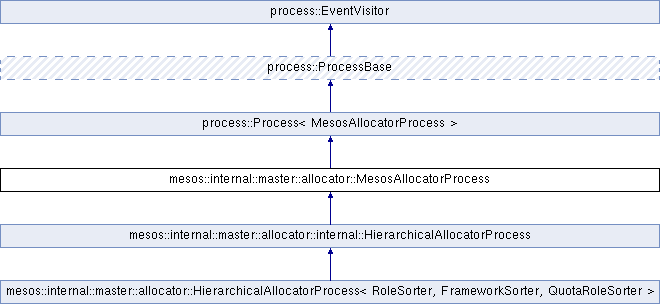 process::EventVisitor
process::ProcessBase
process::Process< MesosAllocatorProcess >
mesos::internal::master::allocator::MesosAllocatorProcess
mesos::internal::master::allocator::internal::HierarchicalAllocatorProcess
mesos::internal::master::allocator::HierarchicalAllocatorProcess< RoleSorter, FrameworkSorter, QuotaRoleSorter >